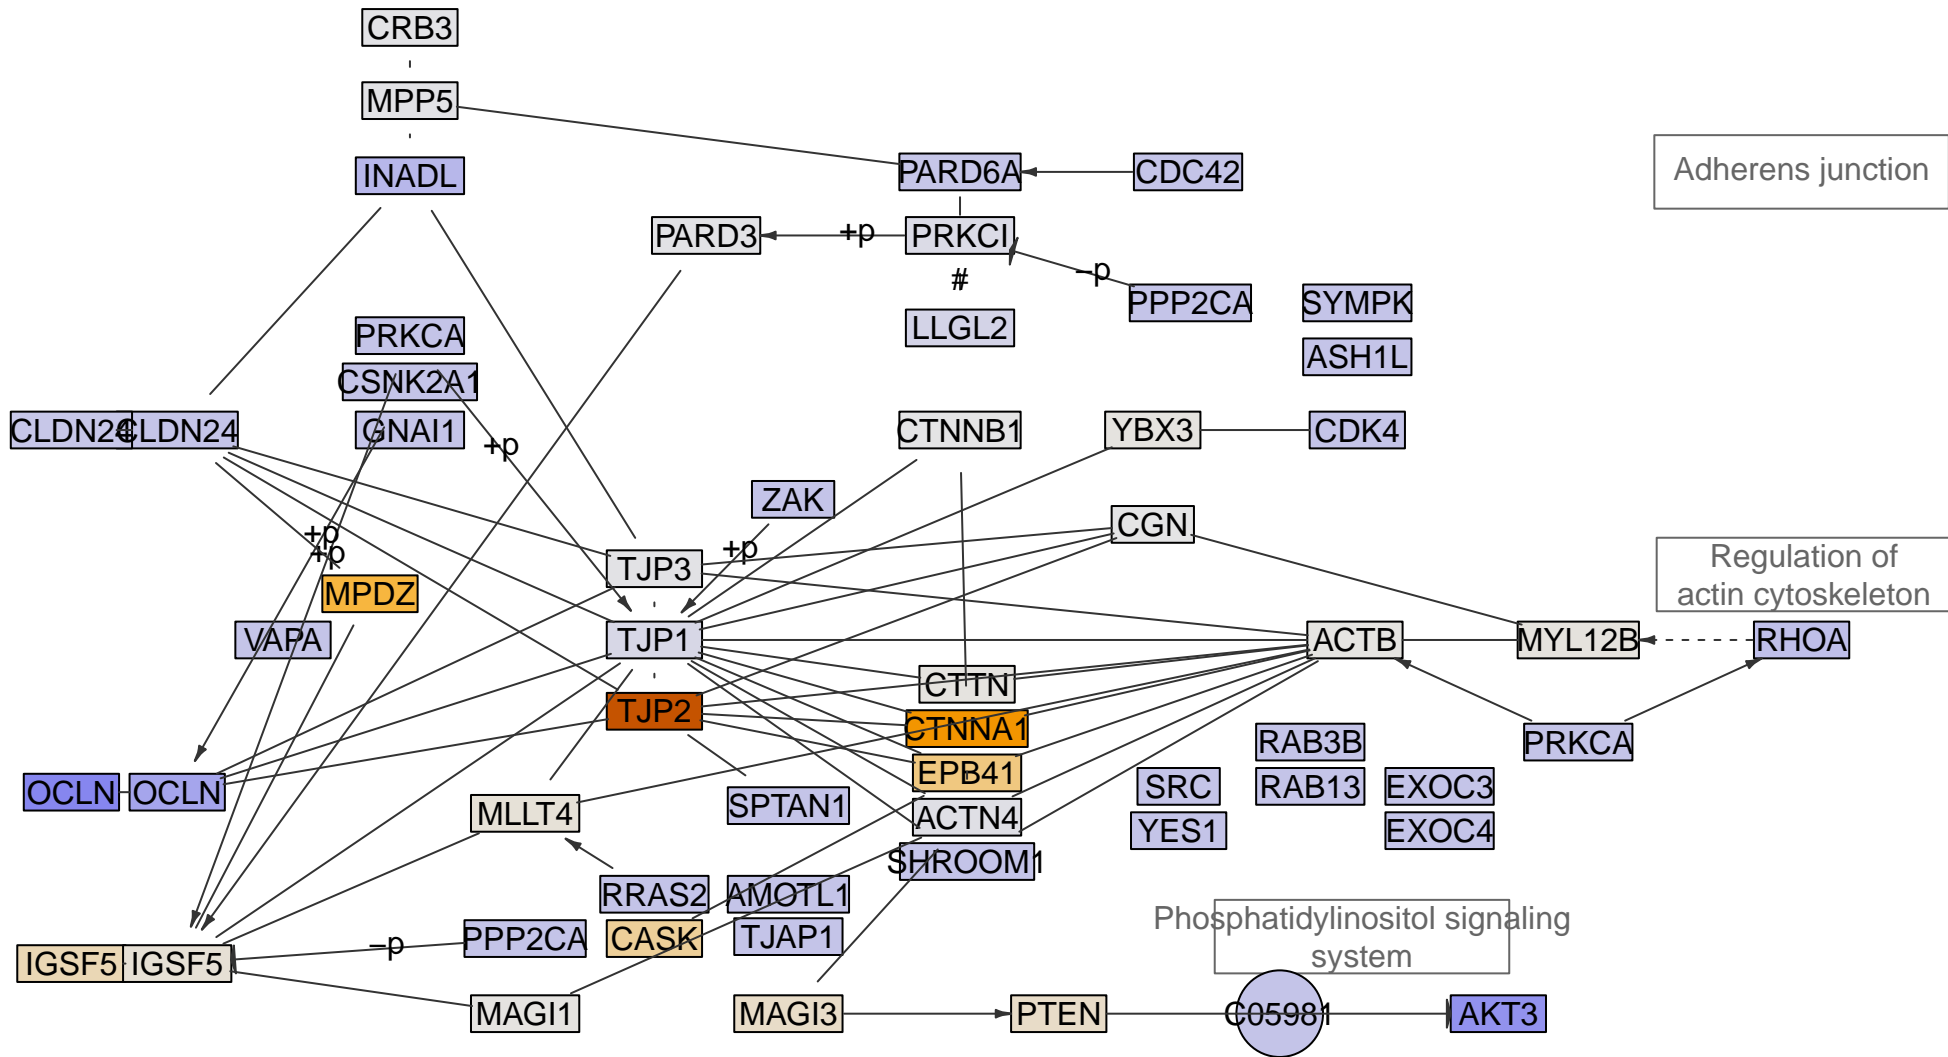 CRB3
MPP5
INADL
PARD6A
CDC42
Adherens junction
PARD3
+p
PRKCI
#
–p
LLGL2
PPP2CA
SYMPK
ASH1L
PRKCA
CSNK2A1
GNAI1
CLDN24
CLDN24
+p
CTNNB1
YBX3
CDK4
ZAK
CGN
+p
+p
+p
MPDZ
VAPA
TJP3
TJP1
TJP2
Regulation of
actin cytoskeleton
ACTB
MYL12B
RHOA
CTTN
CTNNA1
EPB41
ACTN4
SHROOM1
RAB3B
PRKCA
SRC
RAB13
EXOC3
YES1
EXOC4
OCLN
OCLN
MLLT4
SPTAN1
RRAS2
AMOTL1
CASK
TJAP1
PPP2CA
–p
IGSF5
IGSF5
MAGI1
MAGI3
PTEN
Phosphatidylinositol signaling
system
C05981
AKT3